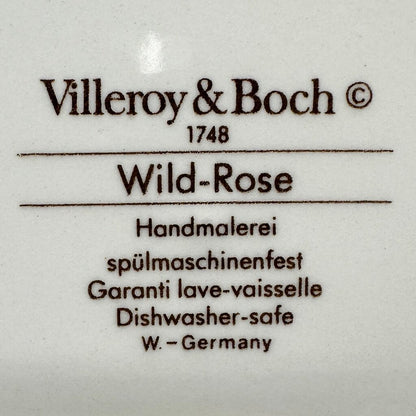 Villeroy & Boch ©
1748
Wild-Rose
Handmalerei
spülmaschinenfest
Garanti lave-vaisselle
Dishwasher-safe
W.-Germany